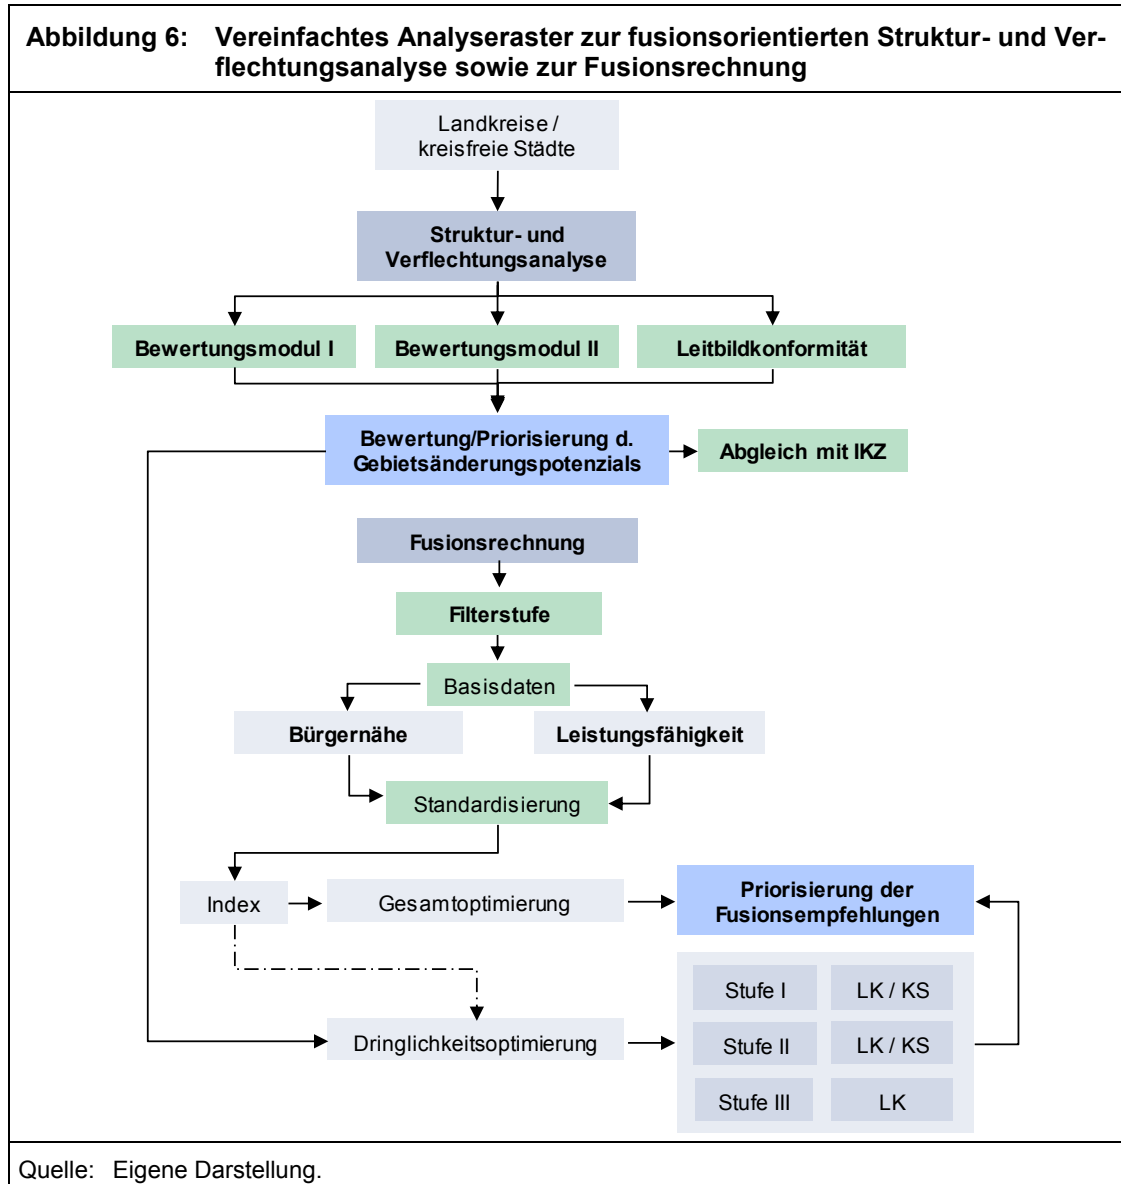 Abbildung 6: Vereinfachtes Analyseraster zur fusionsorientierten Struktur- und Ver-
flechtungsanalyse sowie zur Fusionsrechnung
Landkreise /
kreisfreie Städte
Struktur- und
Verflechtungsanalyse
Bewertungsmodul I
Bewertungsmodul II
Leitbildkonformität
Bewertung/Priorisierung d.
Gebietsänderungspotenzials
Abgleich mit IKZ
Fusionsrechnung
Filterstufe
Basisdaten
Bürgernähe
Leistungsfähigkeit
Standardisierung
Index
Gesamtoptimierung
Priorisierung der
Fusionsempfehlungen
Stufe I
LK / KS
Dringlichkeitsoptimierung
Stufe II
LK / KS
Stufe III
LK
Quelle: Eigene Darstellung.